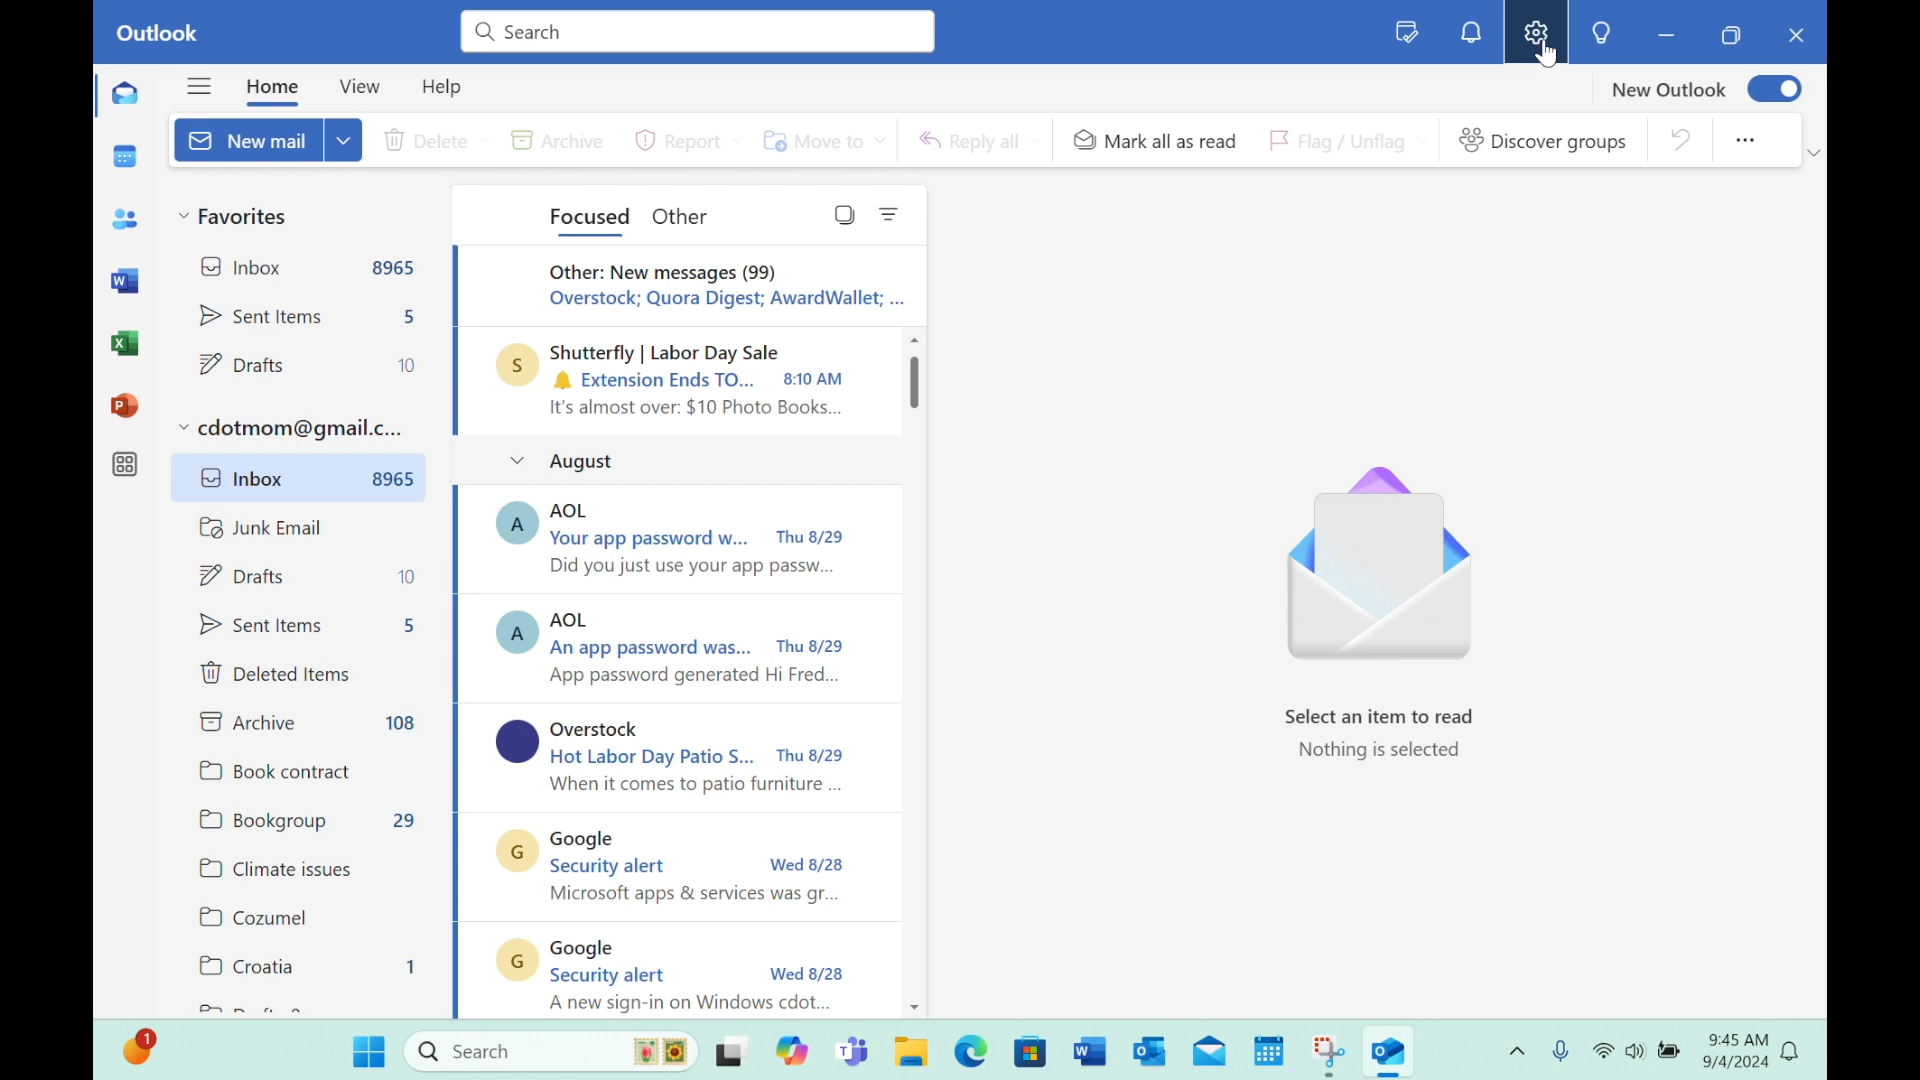 Outlook
Search
Home View Help
New Outlook
New mail Delete Archive Report Move to Reply all Mark all as read Flag / Unflag Discover groups
Favorites
Inbox 8965
Sent Items 5
Drafts 10
cdotmom@gmail.c...
Inbox 8965
Junk Email
Drafts 10
Sent Items 5
Deleted Items
Archive 108
Book contract
Bookgroup 29
Climate issues
Cozumel
Croatia 1
Focused Other
Other: New messages (99)
Overstock; Quora Digest; AwardWallet; ...
S
Shutterfly | Labor Day Sale
🔔 Extension Ends TO... 8:10 AM
It's almost over: $10 Photo Books...
August
A
AOL
Your app password w... Thu 8/29
Did you just use your app passw...
A
AOL
An app password was... Thu 8/29
App password generated Hi Fred...
Overstock
Hot Labor Day Patio S... Thu 8/29
When it comes to patio furniture ...
G
Google
Security alert Wed 8/28
Microsoft apps & services was gr...
G
Google
Security alert Wed 8/28
A new sign-in on Windows cdot...
Select an item to read
Nothing is selected
1
Search
9:45 AM
9/4/2024